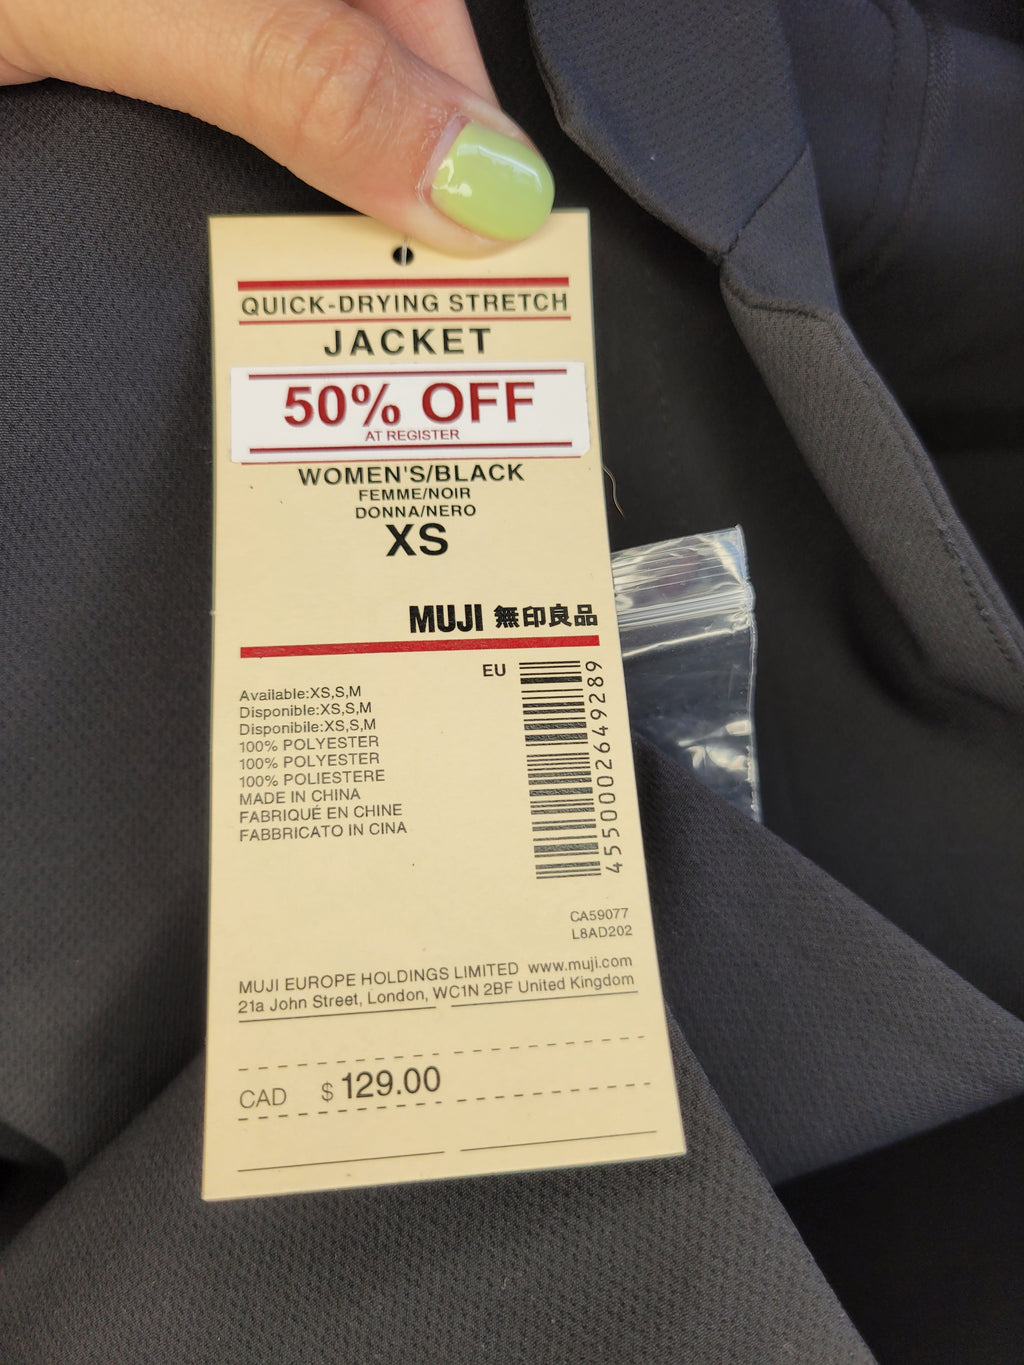 QUICK-DRYING STRETCH
JACKET
50% OFF
AT REGISTER
WOMEN'S/BLACK
FEMME/NOIR
DONNA/NERO
XS
MUJI 無印良品
EU
4550002649289
Available:XS,S,M
Disponible:XS,S,M
Disponibile:XS,S,M
100% POLYESTER
100% POLYESTER
100% POLIESTERE
MADE IN CHINA
FABRIQUÉ EN CHINE
FABBRICATO IN CINA
CA59077
L8AD202
MUJI EUROPE HOLDINGS LIMITED www.muji.com
21a John Street, London, WC1N 2BF United Kingdom
CAD $ 129.00